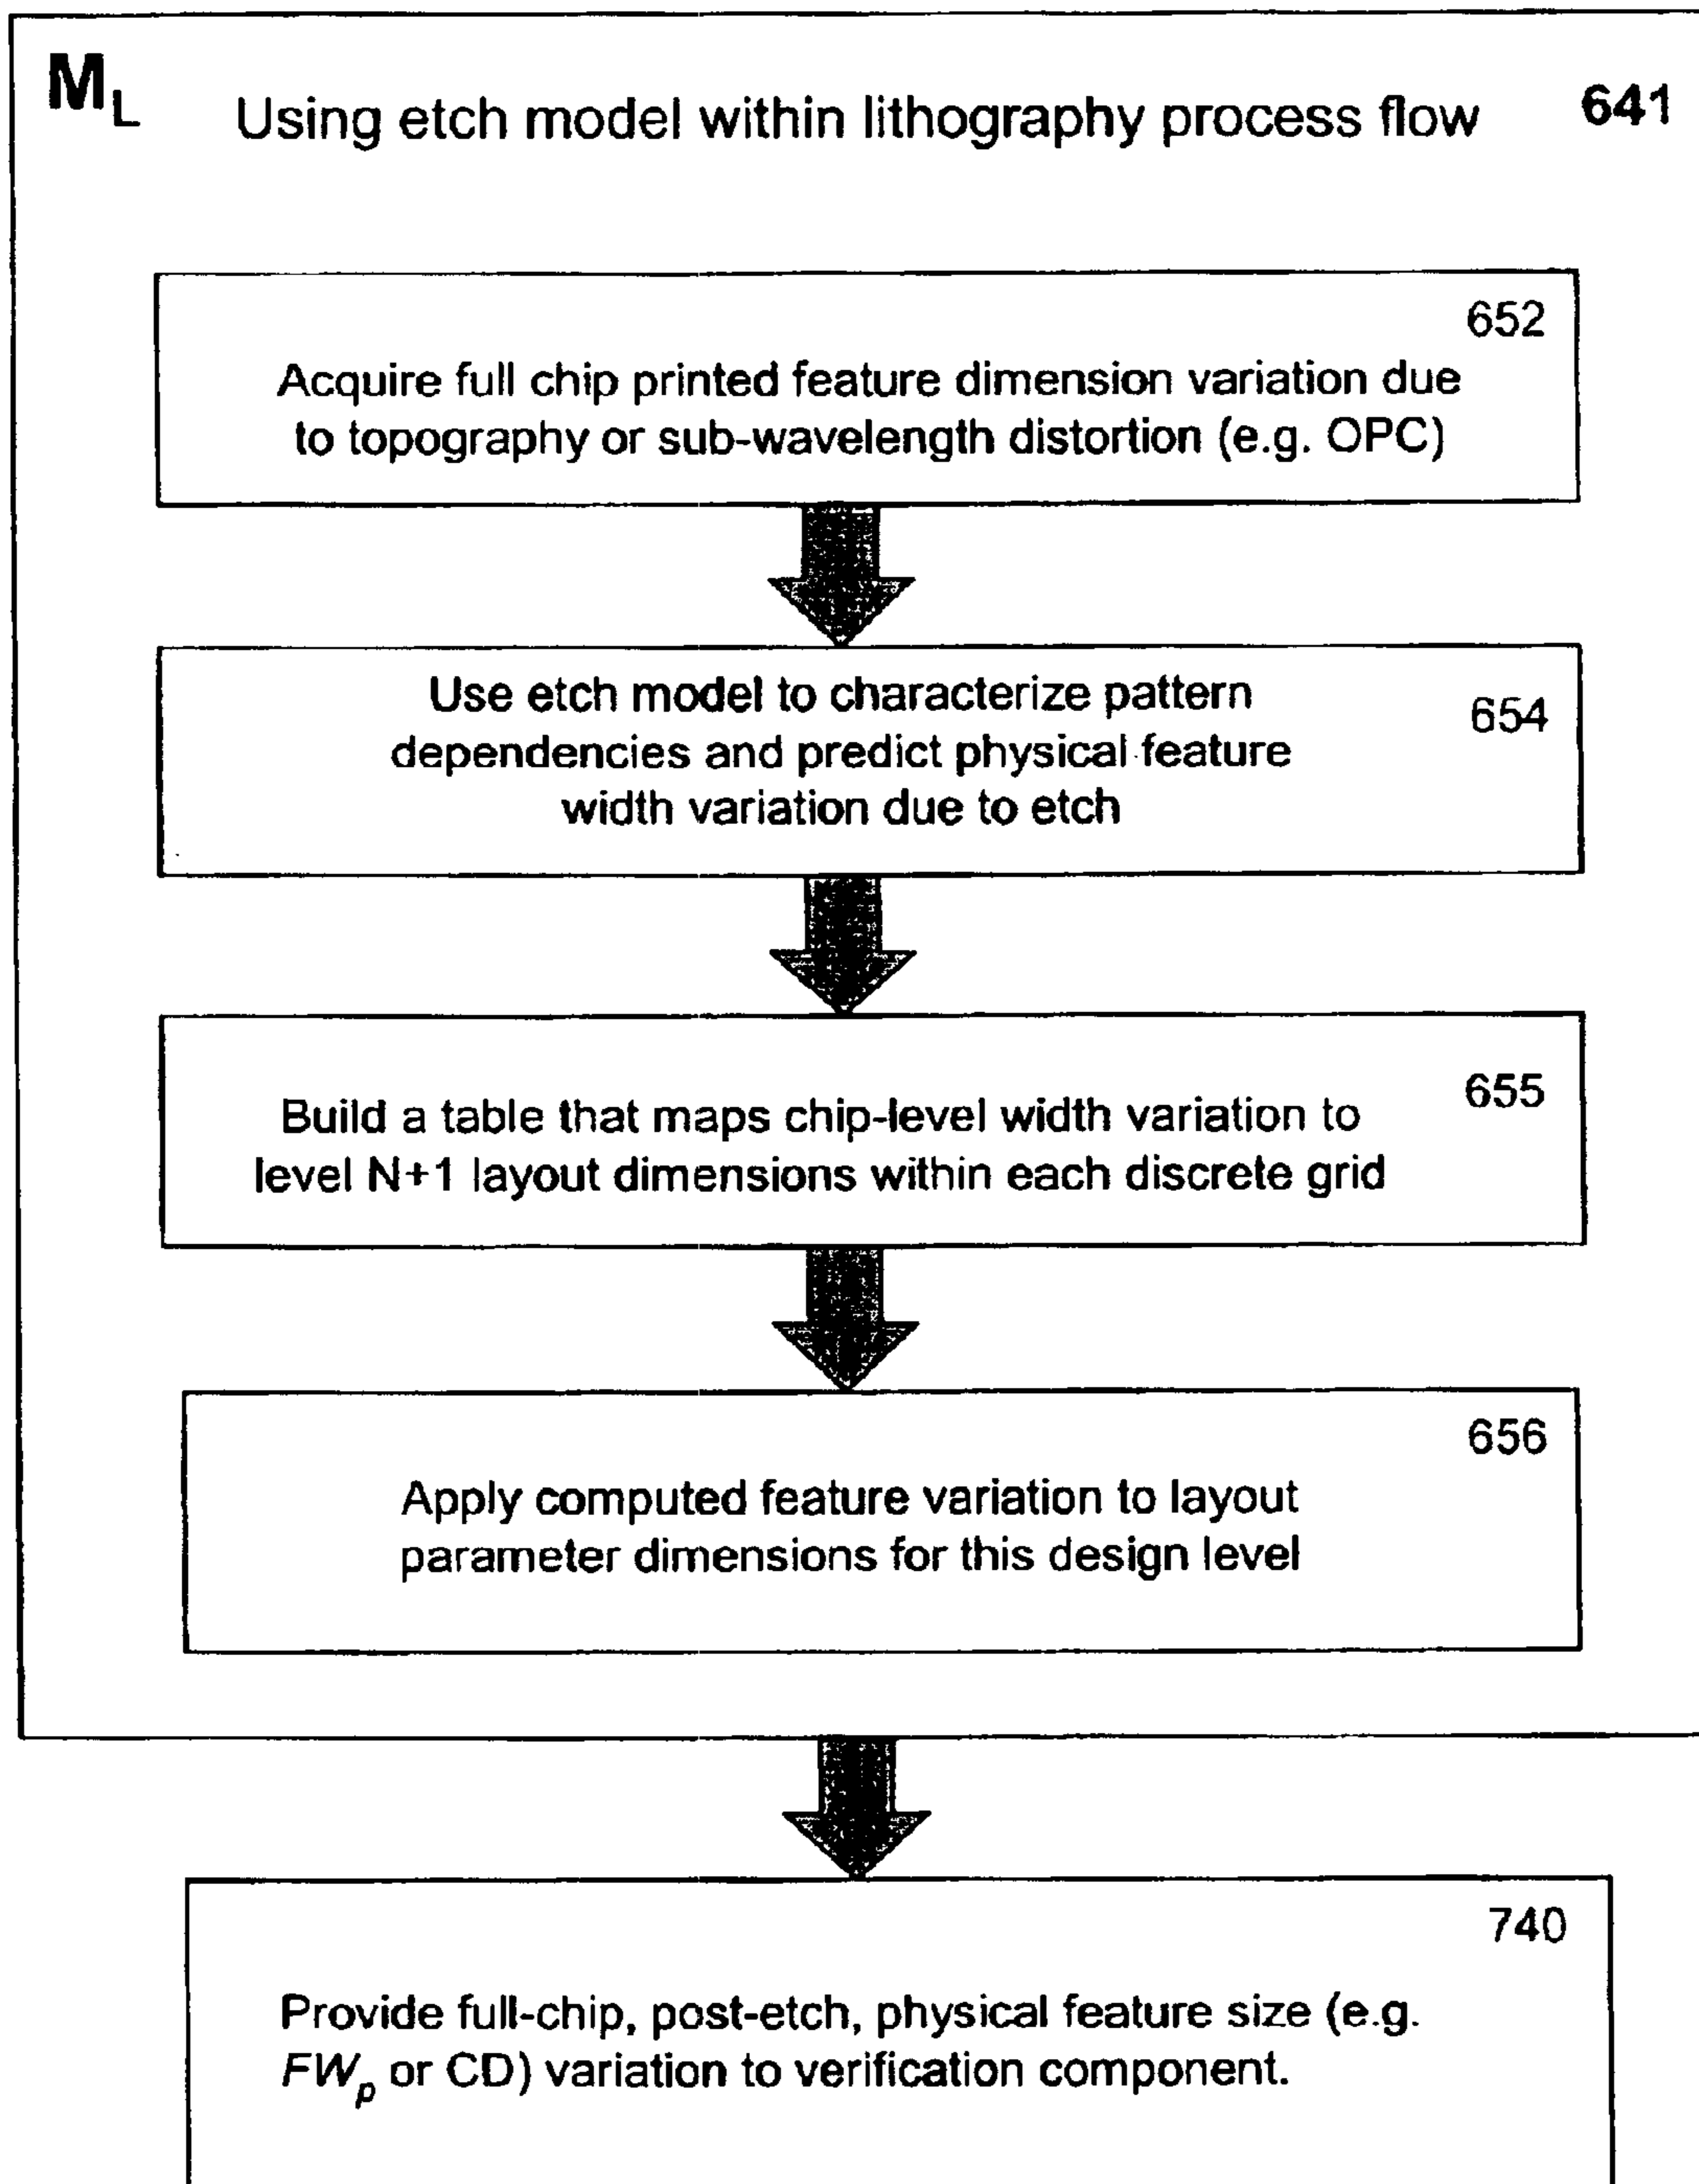 M_L Using etch model within lithography process flow 641
652
Acquire full chip printed feature dimension variation due
to topography or sub-wavelength distortion (e.g. OPC)
Use etch model to characterize pattern
654
dependencies and predict physical feature
width variation due to etch
655
Build a table that maps chip-level width variation to
level N+1 layout dimensions within each discrete grid
656
Apply computed feature variation to layout
parameter dimensions for this design level
740
Provide full-chip, post-etch, physical feature size (e.g.
FW_p or CD) variation to verification component.